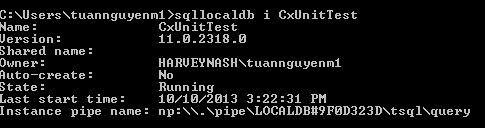 C:\Users\tuannguyenm1>sqllocaldb i CxUnitTest
Name: CxUnitTest
Version: 11.0.2318.0
Shared name:
Owner: HARVEYNASH\tuannguyenm1
Auto-create: No
State: Running
Last start time: 10/10/2013 3:22:31 PM
Instance pipe name: np:\\.\pipe\LOCALDB#9F0D323D\tsql\query